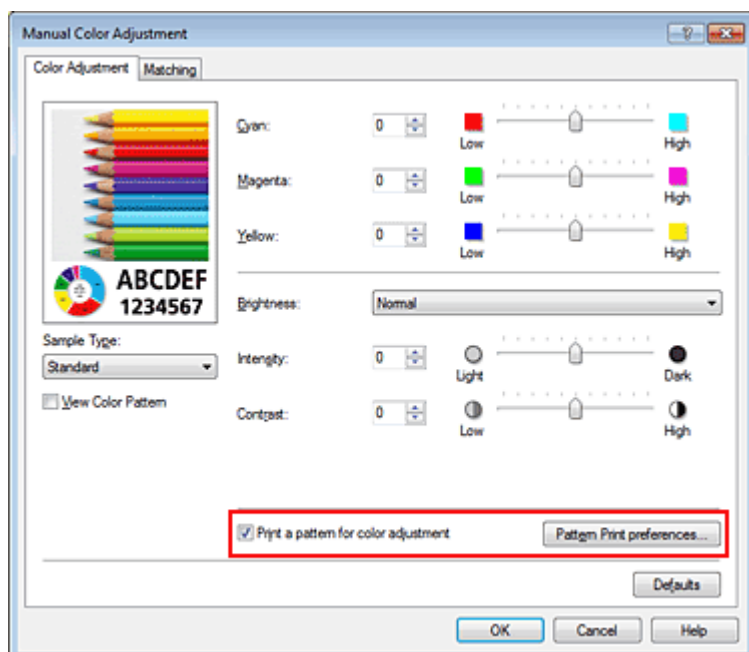 Manual Color Adjustment
Color Adjustment Matching
Cyan: 0 Low High
Magenta: 0 Low High
Yellow: 0 Low High
ABCDEF
1234567
Brightness: Normal
Sample Type:
Standard
Intensity: 0 Light Dark
View Color Pattern
Contrast: 0 Low High
Print a pattern for color adjustment Pattern Print preferences...
Defaults
OK Cancel Help